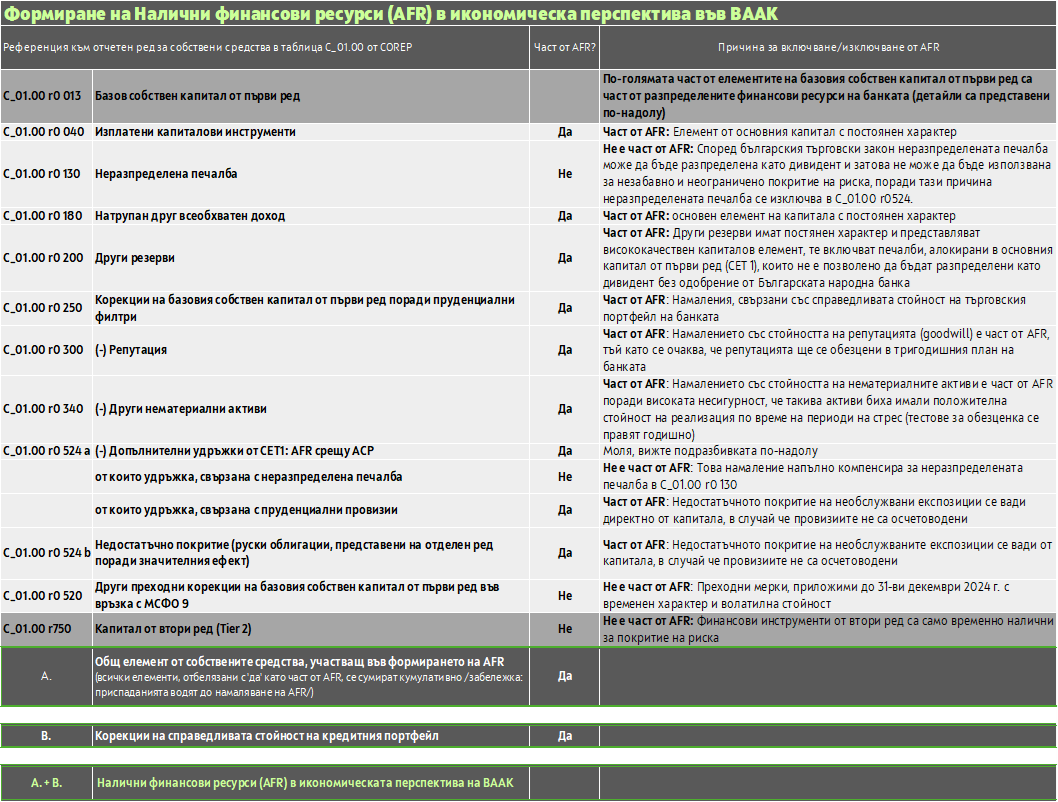 Формиране на Налични финансови ресурси (AFR) в икономическа перспектива във ВААК
Референция към отчетен ред за собствени средства в таблица C_01.00 от COREP
Част от AFR?
Причина за включване/изключване от AFR
C_01.00 r0 013
Базов собствен капитал от първи ред
По-голямата част от елементите на базовия собствен капитал от първи ред са
част от разпределените финансови ресурси на банката (детайли са представени
по-надолу)
C_01.00 r0 040
Изплатени капиталови инструменти
Да
Част от AFR: Елемент от основния капитал с постоянен характер
C_01.00 r0 130
Неразпределена печалба
Не
Не е част от AFR: Според българския търговски закон неразпределената печалба
може да бъде разпределена като дивидент и затова не може да бъде използвана
за незабавно и неограничено покритие на риска, поради тази причина
неразпределената печалба се изключва в C_01.00 r0524.
C_01.00 r0 180
Натрупан друг всеобхватен доход
Да
Част от AFR: основен елемент на капитала с постоянен характер
C_01.00 r0 200
Други резерви
Да
Част от AFR: Други резерви имат постянен характер и представляват
висококачествен капиталов елемент, те включват печалби, алокирани в основния
капитал от първи ред (CET 1), които не е позволено да бъдат разпределени като
дивидент без одобрение от Българската народна банка
C_01.00 r0 250
Корекции на базовия собствен капитал от първи ред поради пруденциални
филтри
Да
Част от AFR: Намаления, свързани със справедливата стойност на търговския
портфейл на банката
C_01.00 r0 300
(-) Репутация
Да
Част от AFR: Намалението със стойността на репутацията (goodwill) е част от AFR,
тъй като се очаква, че репутацията ще се обезцени в тригодишния план на
банката
C_01.00 r0 340
(-) Други нематериални активи
Да
Част от AFR: Намалението със стойността на нематериалните активи е част от AFR
поради високата несигурност, че такива активи биха имали положителна
стойност на реализация по време на периоди на стрес (тестове за обезценка се
правят годишно)
C_01.00 r0 524 a
(-) Допълнителни удръжки от CET1: AFR срещу ACP
Да
Моля, вижте подразбивката по-надолу
от които удръжка, свързана с неразпределена печалба
Не
Не е част от AFR: Това намаление напълно компенсира за неразпределената
печалба в C_01.00 r0 130
от които удръжка, свързана с пруденциални провизии
Да
Част от AFR: Недостатъчното покритие на необслужвани експозиции се вади
директно от капитала, в случай че провизиите не са осчетоводени
C_01.00 r0 524 b
Недостатъчно покритие (руски облигации, представени на отделен ред
поради значителния ефект)
Да
Част от AFR: Недостатъчното покритие на необслужваните експозиции се вади от
капитала, в случай че провизиите не са осчетоводени
C_01.00 r0 520
Други преходни корекции на базовия собствен капитал от първи ред във
връзка с МСФО 9
Не
Не е част от AFR: Преходни мерки, приложими до 31-ви декември 2024 г. с
временен характер и волатилна стойност
C_01.00 r750
Капитал от втори ред (Tier 2)
Не
Не е част от AFR: Финансови инструменти от втори ред са само временно налични
за покритие на риска
A.
Общ елемент от собствените средства, участващ във формирането на AFR
(всички елементи, отбелязани с 'да' като част от AFR, се сумират кумулативно /забележка:
приспаданията водят до намаляване на AFR/)
Да
B.
Корекции на справедливата стойност на кредитния портфейл
Да
A. + B.
Налични финансови ресурси (AFR) в икономическата перспектива на ВААК